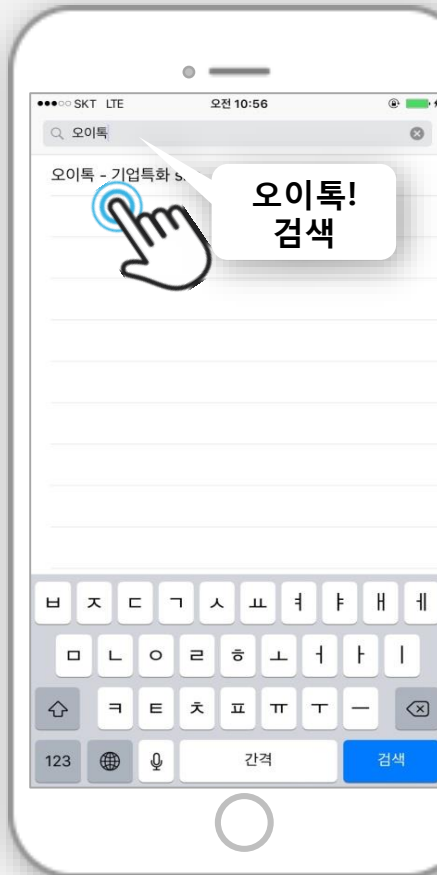 SKT LTE 오전 10:56
오이톡
오이톡 - 기업특화 s
오이톡!
검색
ㅂ ㅈ ㄷ ㄱ ㅅ ㅛ ㅕ ㅑ ㅐ ㅔ
ㅁ ㄴ ㅇ ㄹ ㅎ ㅗ ㅓ ㅏ ㅣ
ㅋ ㅌ ㅊ ㅍ ㅠ ㅜ ㅡ
123 간격 검색